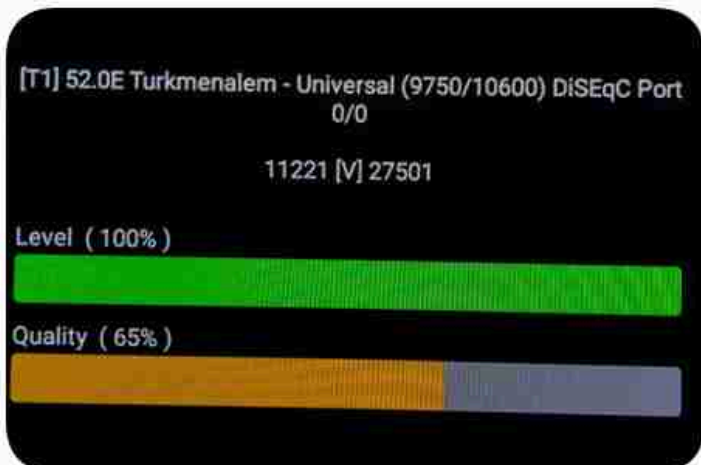 [T1] 52.0E Turkmenalem - Universal (9750/10600) DiSEqC Port
0/0
11221 [V] 27501
Level ( 100% )
Quality ( 65% )